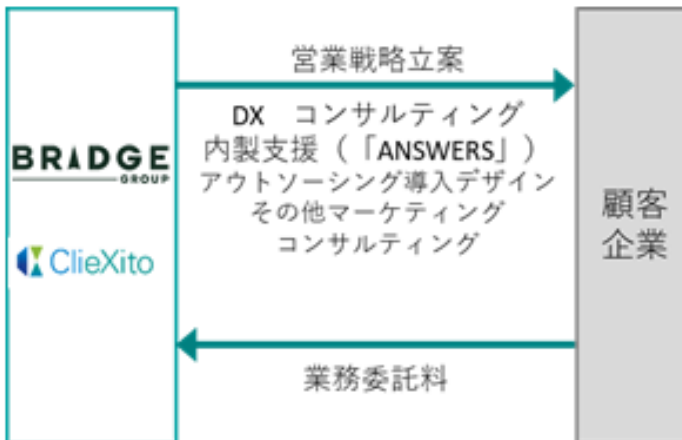 営業戦略立案
DX　コンサルティング
内製支援（「ANSWERS」）
アウトソーシング導入デザイン
その他マーケティング
コンサルティング
BRIDGE
GROUP
ClieXito
顧客
企業
業務委託料